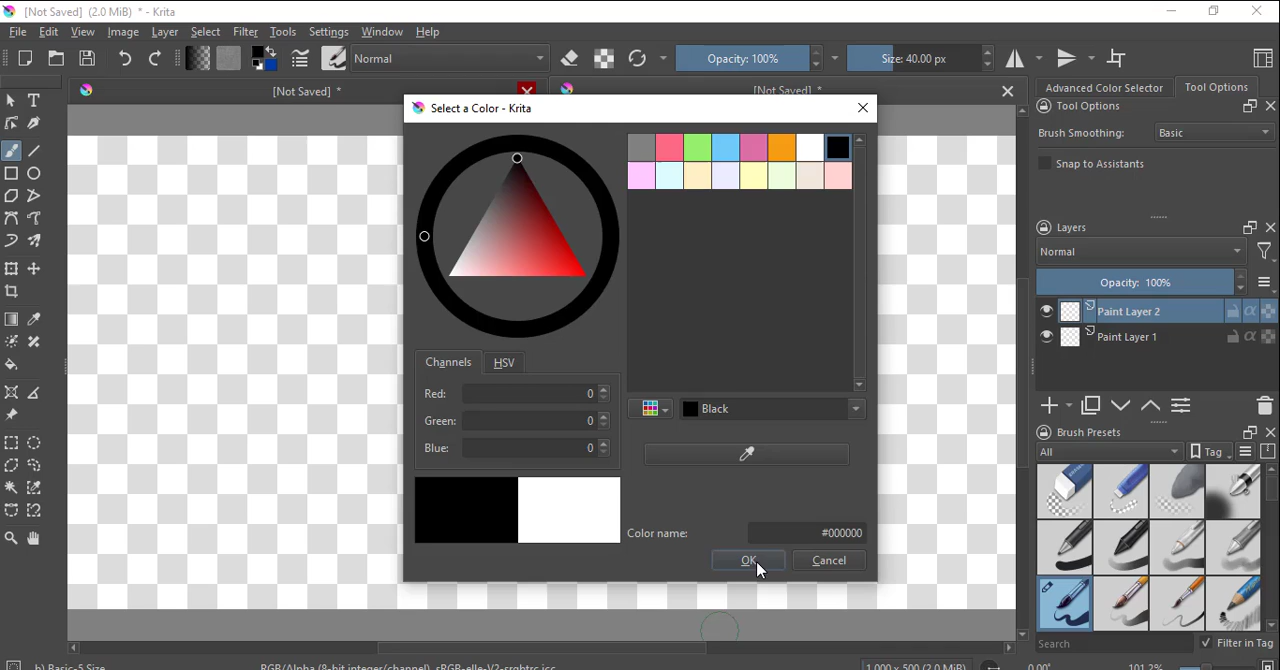 [Not Saved] (2.0 MiB) * - Krita
File Edit View Image Layer Select Filter Tools Settings Window Help
Normal
Opacity: 100%
Size: 40.00 px
[Not Saved] *
[Not Saved] *
Advanced Color Selector
Tool Options
Tool Options
Brush Smoothing:
Basic
Snap to Assistants
Select a Color - Krita
Channels
HSV
Red:
0
Green:
0
Blue:
0
Black
Color name:
#000000
OK
Cancel
Layers
Normal
Opacity: 100%
Paint Layer 2
Paint Layer 1
Brush Presets
All
Tag
Search
Filter in Tag
b) Basic-5 Size
RGB/Alpha (8-bit integer/channel) sRGB-elle-V2-srgbtrc.icc
1,000 x 500 (2.0 MiB)
0.00°
101.2%